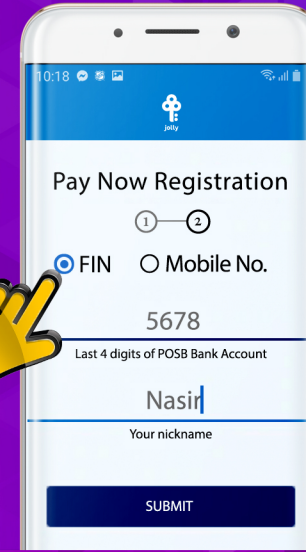 10:18
jolly
Pay Now Registration
1 2
FIN Mobile No.
5678
Last 4 digits of POSB Bank Account
Nasir
Your nickname
SUBMIT